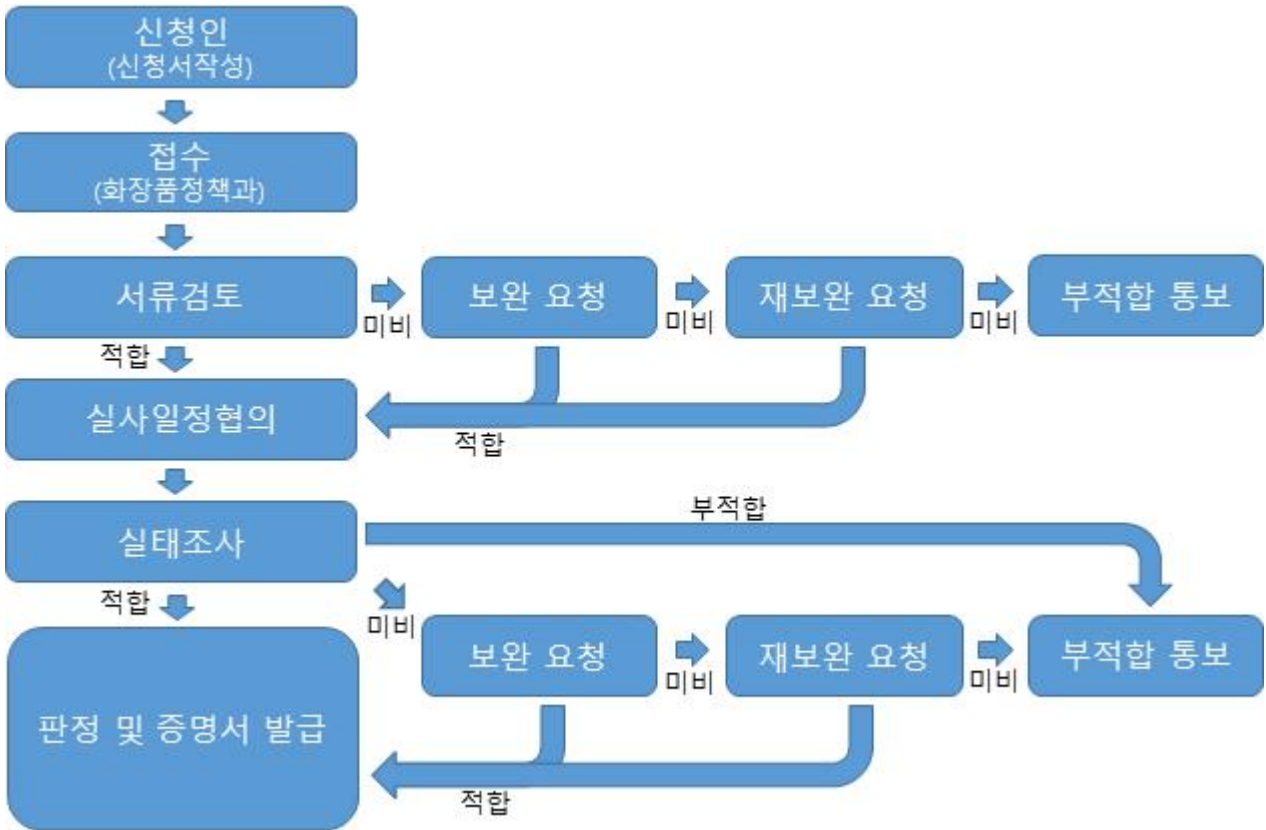 신청인
(신청서작성)
접수
(화장품정책과)
서류검토
미비
보완 요청
미비
재보완 요청
미비
부적합 통보
적합
실사일정협의
적합
실태조사
부적합
적합
미비
보완 요청
미비
재보완 요청
미비
부적합 통보
판정 및 증명서 발급
적합